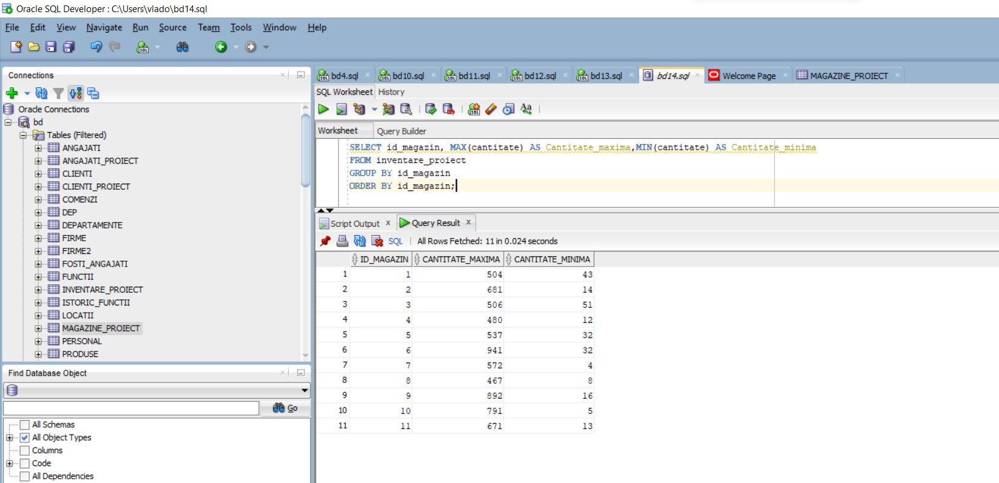 Oracle SQL Developer : C:\Users\vlado\bd14.sql
File Edit View Navigate Run Source Team Tools Window Help
Connections
Oracle Connections
bd
Tables (Filtered)
ANGAJATI
ANGAJATI_PROIECT
CLIENTI
CLIENTI_PROIECT
COMENZI
DEP
DEPARTAMENTE
FIRME
FIRME2
FOSTI_ANGAJATI
FUNCTII
INVENTARE_PROIECT
ISTORIC_FUNCTII
LOCATII
MAGAZINE_PROIECT
PERSONAL
PRODUSE
Find Database Object
Go
All Schemas
All Object Types
Columns
Code
All Dependencies
bd4.sql bd10.sql bd11.sql bd12.sql bd13.sql bd14.sql Welcome Page MAGAZINE_PROIECT
SQL Worksheet History
Worksheet Query Builder
SELECT id_magazin, MAX(cantitate) AS Cantitate_maxima,MIN(cantitate) AS Cantitate_minima
FROM inventare_proiect
GROUP BY id_magazin
ORDER BY id_magazin;
Script Output Query Result
SQL All Rows Fetched: 11 in 0.024 seconds
ID_MAGAZIN CANTITATE_MAXIMA CANTITATE_MINIMA
1 1 504 43
2 2 681 14
3 3 506 51
4 4 480 12
5 5 537 32
6 6 941 32
7 7 572 4
8 8 467 8
9 9 892 16
10 10 791 5
11 11 671 13